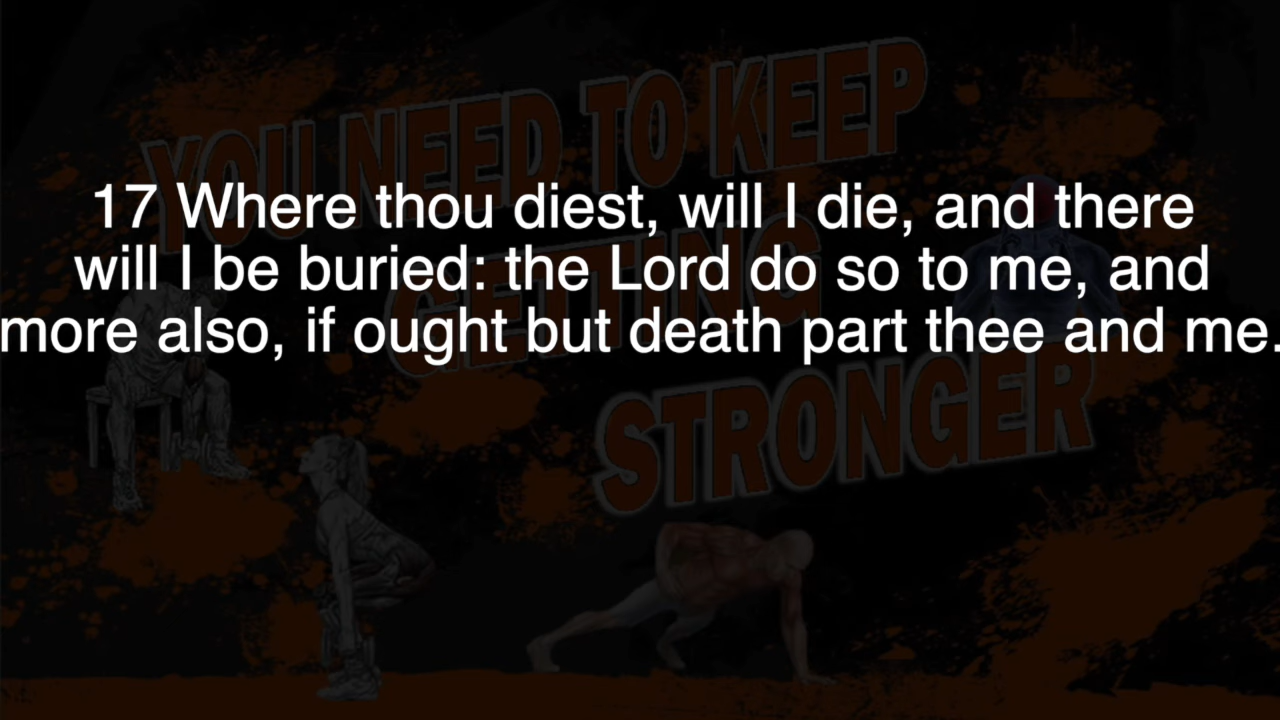 YOU NEED TO KEEP
17 Where thou diest, will I die, and there
GETTING
will I be buried: the Lord do so to me, and
more also, if ought but death part thee and me.
STRONGER